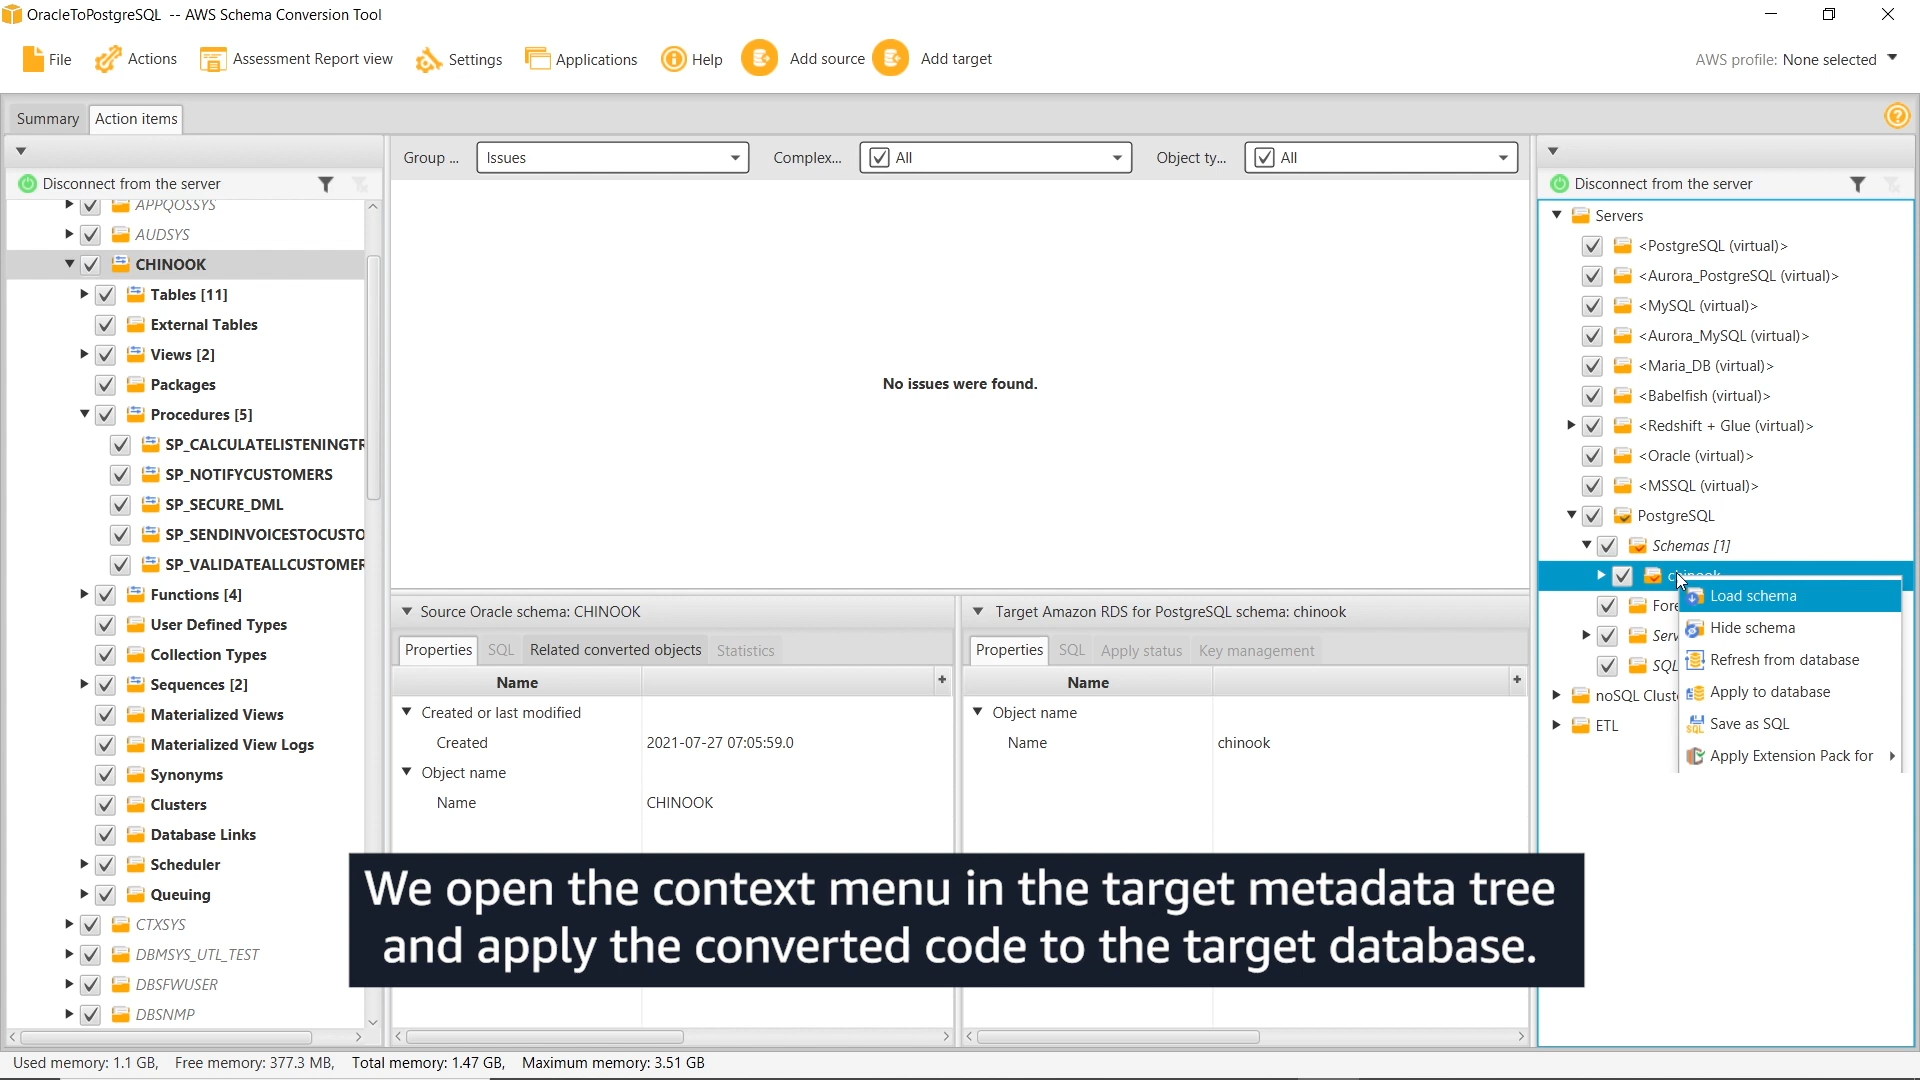 OracleToPostgreSQL -- AWS Schema Conversion Tool
File
Actions
Assessment Report view
Settings
Applications
Help
Add source
Add target
AWS profile: None selected
Summary
Action items
Disconnect from the server
APPQOSSYS
AUDSYS
CHINOOK
Tables [11]
External Tables
Views [2]
Packages
Procedures [5]
SP_CALCULATELISTENINGTR
SP_NOTIFYCUSTOMERS
SP_SECURE_DML
SP_SENDINVOICESTOCUSTO
SP_VALIDATEALLCUSTOMER
Functions [4]
User Defined Types
Collection Types
Sequences [2]
Materialized Views
Materialized View Logs
Synonyms
Clusters
Database Links
Scheduler
Queuing
CTXSYS
DBMSYS_UTL_TEST
DBSFWUSER
DBSNMP
Group ...
Issues
Complex...
All
Object ty...
All
No issues were found.
Source Oracle schema: CHINOOK
Properties
SQL
Related converted objects
Statistics
Name
+
Created or last modified
Created 2021-07-27 07:05:59.0
Object name
Name CHINOOK
Target Amazon RDS for PostgreSQL schema: chinook
Properties
SQL
Apply status
Key management
Name
+
Object name
Name chinook
?
Disconnect from the server
Servers
<PostgreSQL (virtual)>
<Aurora_PostgreSQL (virtual)>
<MySQL (virtual)>
<Aurora_MySQL (virtual)>
<Maria_DB (virtual)>
<Babelfish (virtual)>
<Redshift + Glue (virtual)>
<Oracle (virtual)>
<MSSQL (virtual)>
PostgreSQL
Schemas [1]
Fore
Serv
SQL
noSQL Clust
ETL
Load schema
Hide schema
Refresh from database
Apply to database
Save as SQL
Apply Extension Pack for
We open the context menu in the target metadata tree
and apply the converted code to the target database.
Used memory: 1.1 GB, Free memory: 377.3 MB, Total memory: 1.47 GB, Maximum memory: 3.51 GB